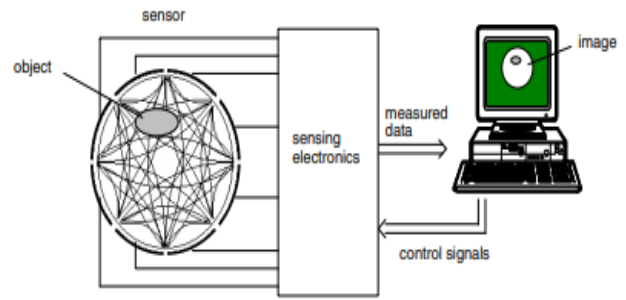 sensor
object
image
measured
data
sensing
electronics
control signals